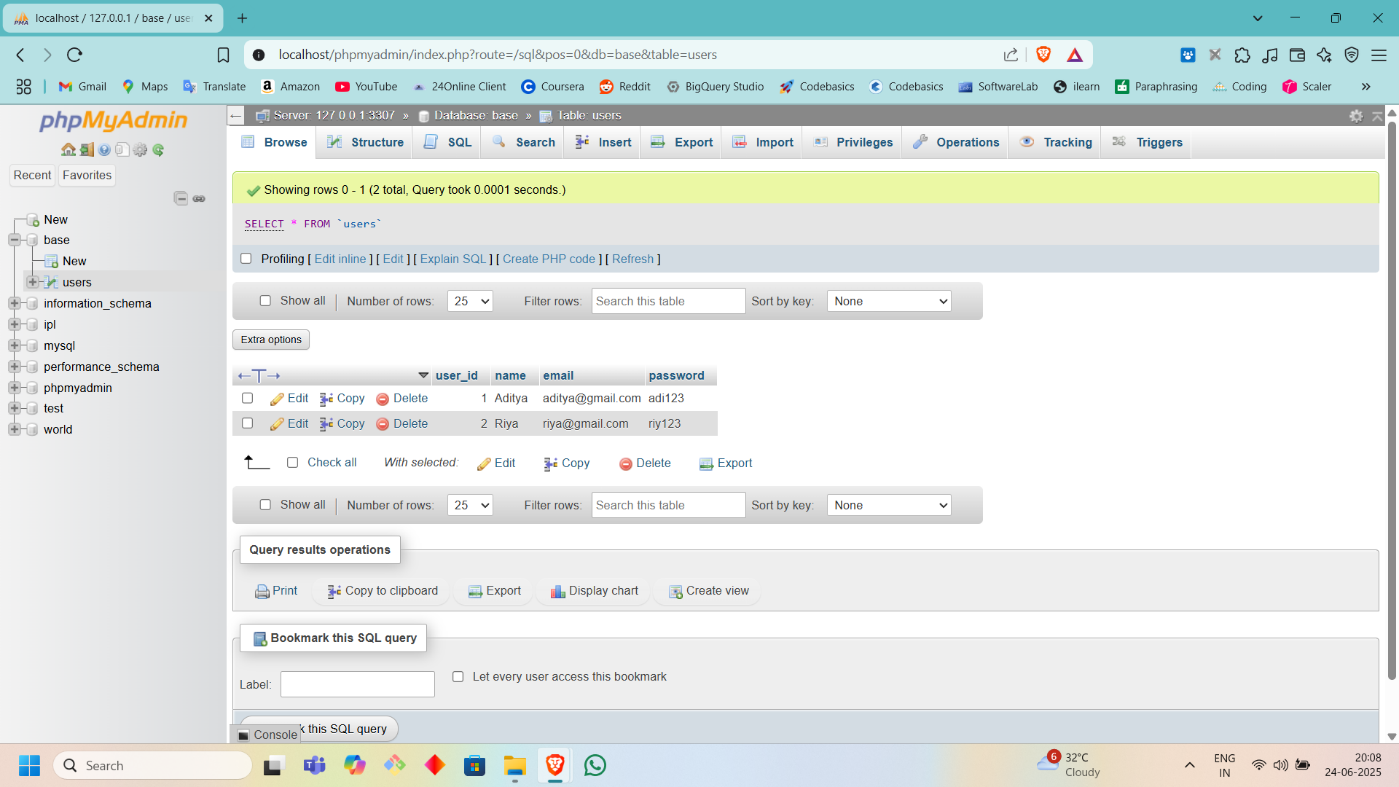 localhost / 127.0.0.1 / base / use
localhost/phpmyadmin/index.php?route=/sql&pos=0&db=base&table=users
Gmail Maps Translate Amazon YouTube 24Online Client Coursera Reddit BigQuery Studio Codebasics Codebasics SoftwareLab ilearn Paraphrasing Coding Scaler »
phpMyAdmin
Recent Favorites
New
base
New
users
information_schema
ipl
mysql
performance_schema
phpmyadmin
test
world
Server: 127.0.0.1:3307 » Database: base » Table: users
Browse Structure SQL Search Insert Export Import Privileges Operations Tracking Triggers
Showing rows 0 - 1 (2 total, Query took 0.0001 seconds.)
SELECT * FROM `users`
Profiling [ Edit inline ] [ Edit ] [ Explain SQL ] [ Create PHP code ] [ Refresh ]
Show all | Number of rows: 25 Filter rows: Search this table Sort by key: None
Extra options
user_id name email password
Edit Copy Delete 1 Aditya aditya@gmail.com adi123
Edit Copy Delete 2 Riya riya@gmail.com riy123
Check all With selected: Edit Copy Delete Export
Show all | Number of rows: 25 Filter rows: Search this table Sort by key: None
Query results operations
Print Copy to clipboard Export Display chart Create view
Bookmark this SQL query
Label: Let every user access this bookmark
k this SQL query
Console
Search
6 32°C
Cloudy
ENG
IN
20:08
24-06-2025